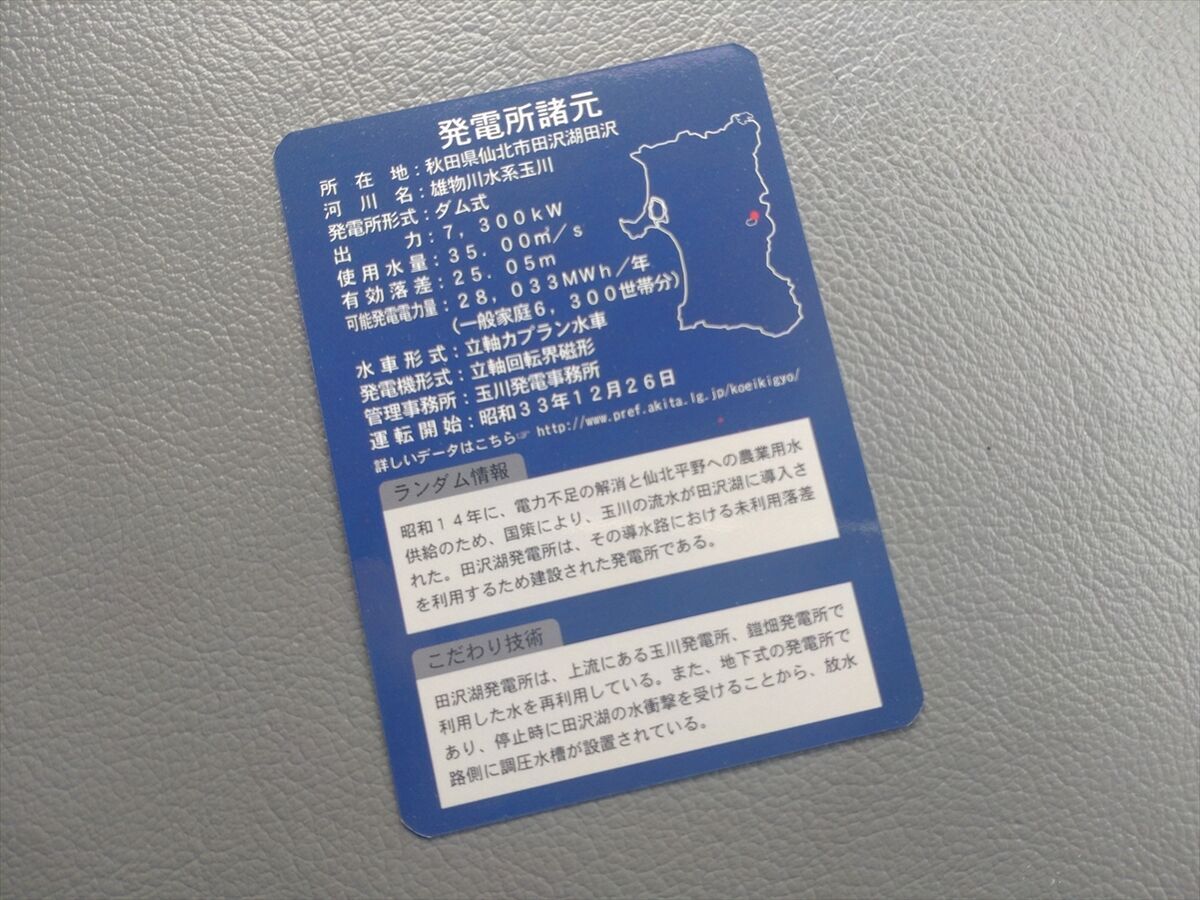 発電所諸元
所在地：秋田県仙北市田沢湖田沢
河川名：雄物川水系玉川
発電所形式：ダム式
出力：７，３００ｋＷ
使用水量：３５．００㎥／ｓ
有効落差：２５．０５ｍ
可能発電電力量：２８，０３３ＭＷｈ／年
（一般家庭６，３００世帯分）
水車形式：立軸カプラン水車
発電機形式：立軸回転界磁形
管理事務所：玉川発電事務所
運転開始：昭和３３年１２月２６日
詳しいデータはこちら☞ http://www.pref.akita.lg.jp/koeikigyo/
ランダム情報
昭和１４年に、電力不足の解消と仙北平野への農業用水
供給のため、国策により、玉川の流水が田沢湖に導入さ
れた。田沢湖発電所は、その導水路における未利用落差
を利用するため建設された発電所である。
こだわり技術
田沢湖発電所は、上流にある玉川発電所、鎧畑発電所で
利用した水を再利用している。また、地下式の発電所で
あり、停止時に田沢湖の水衝撃を受けることから、放水
路側に調圧水槽が設置されている。